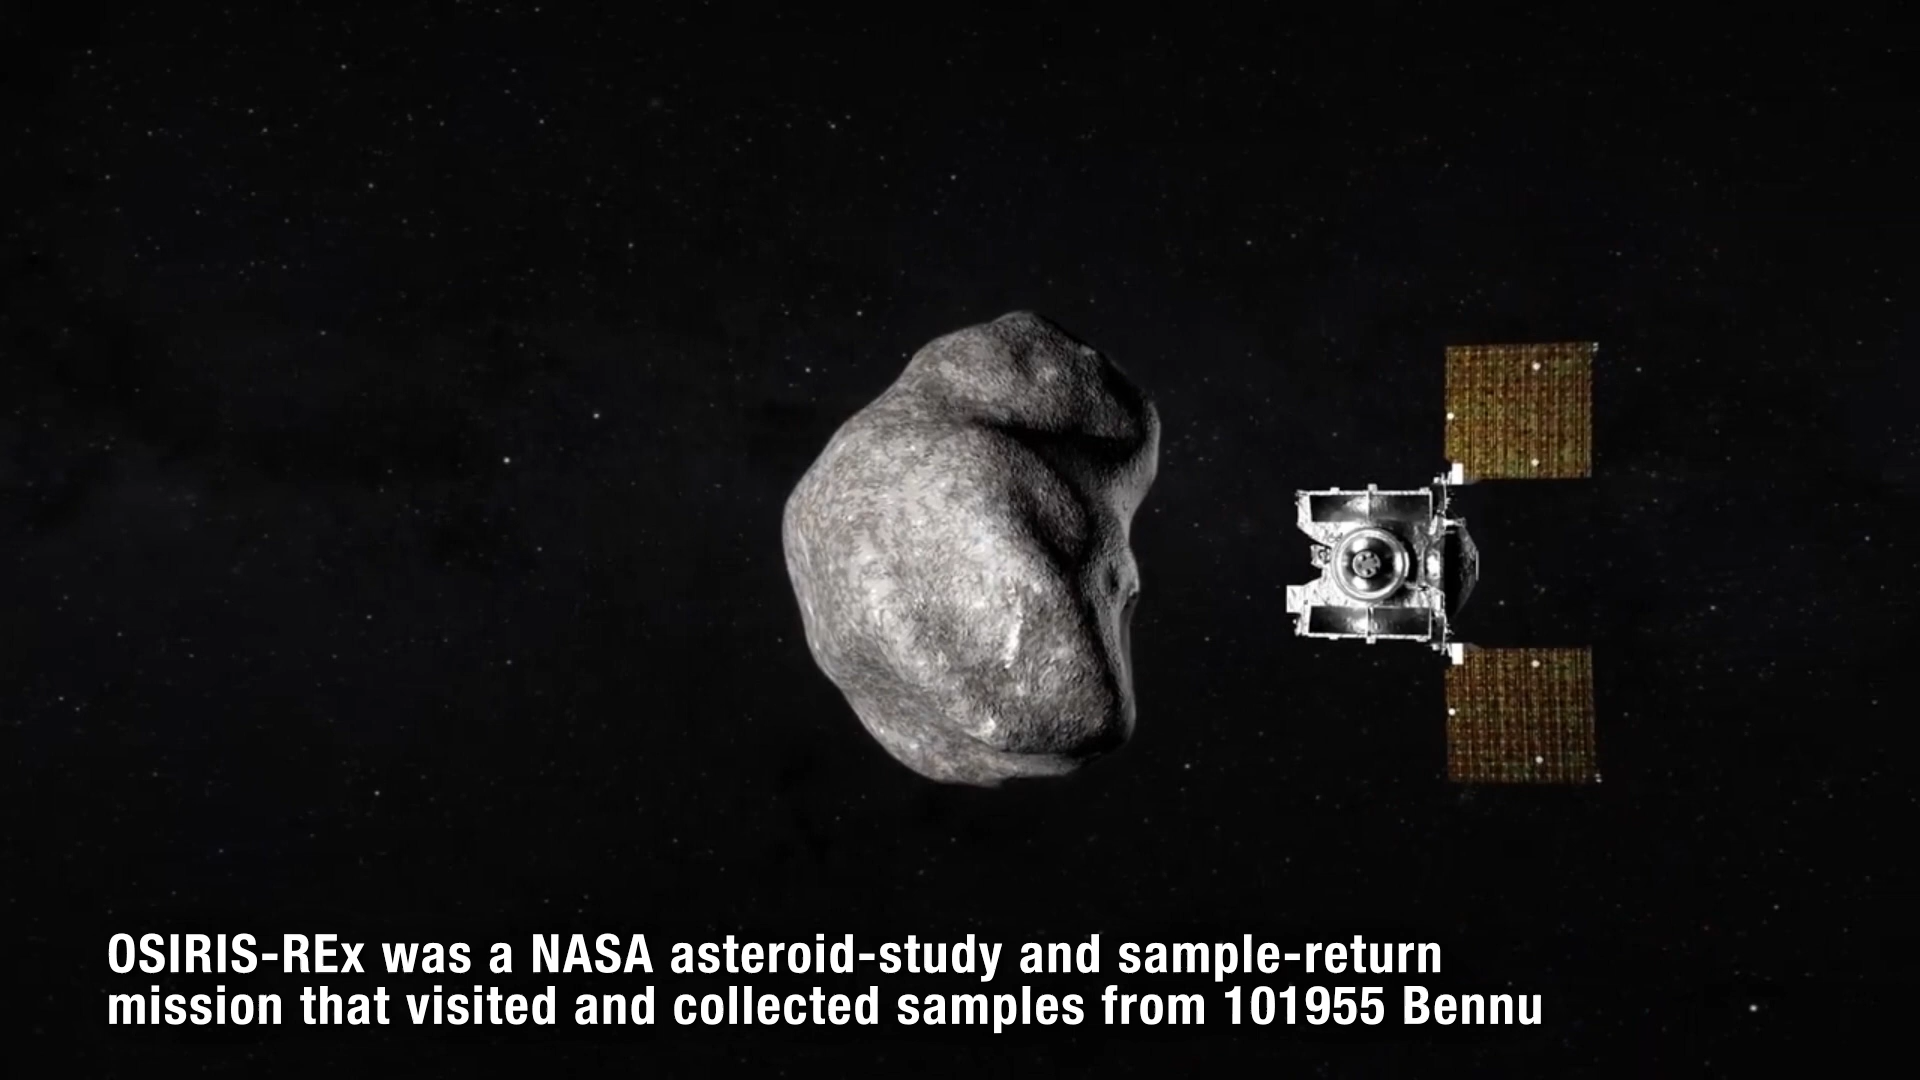 OSIRIS-REx was a NASA asteroid-study and sample-return
mission that visited and collected samples from 101955 Bennu